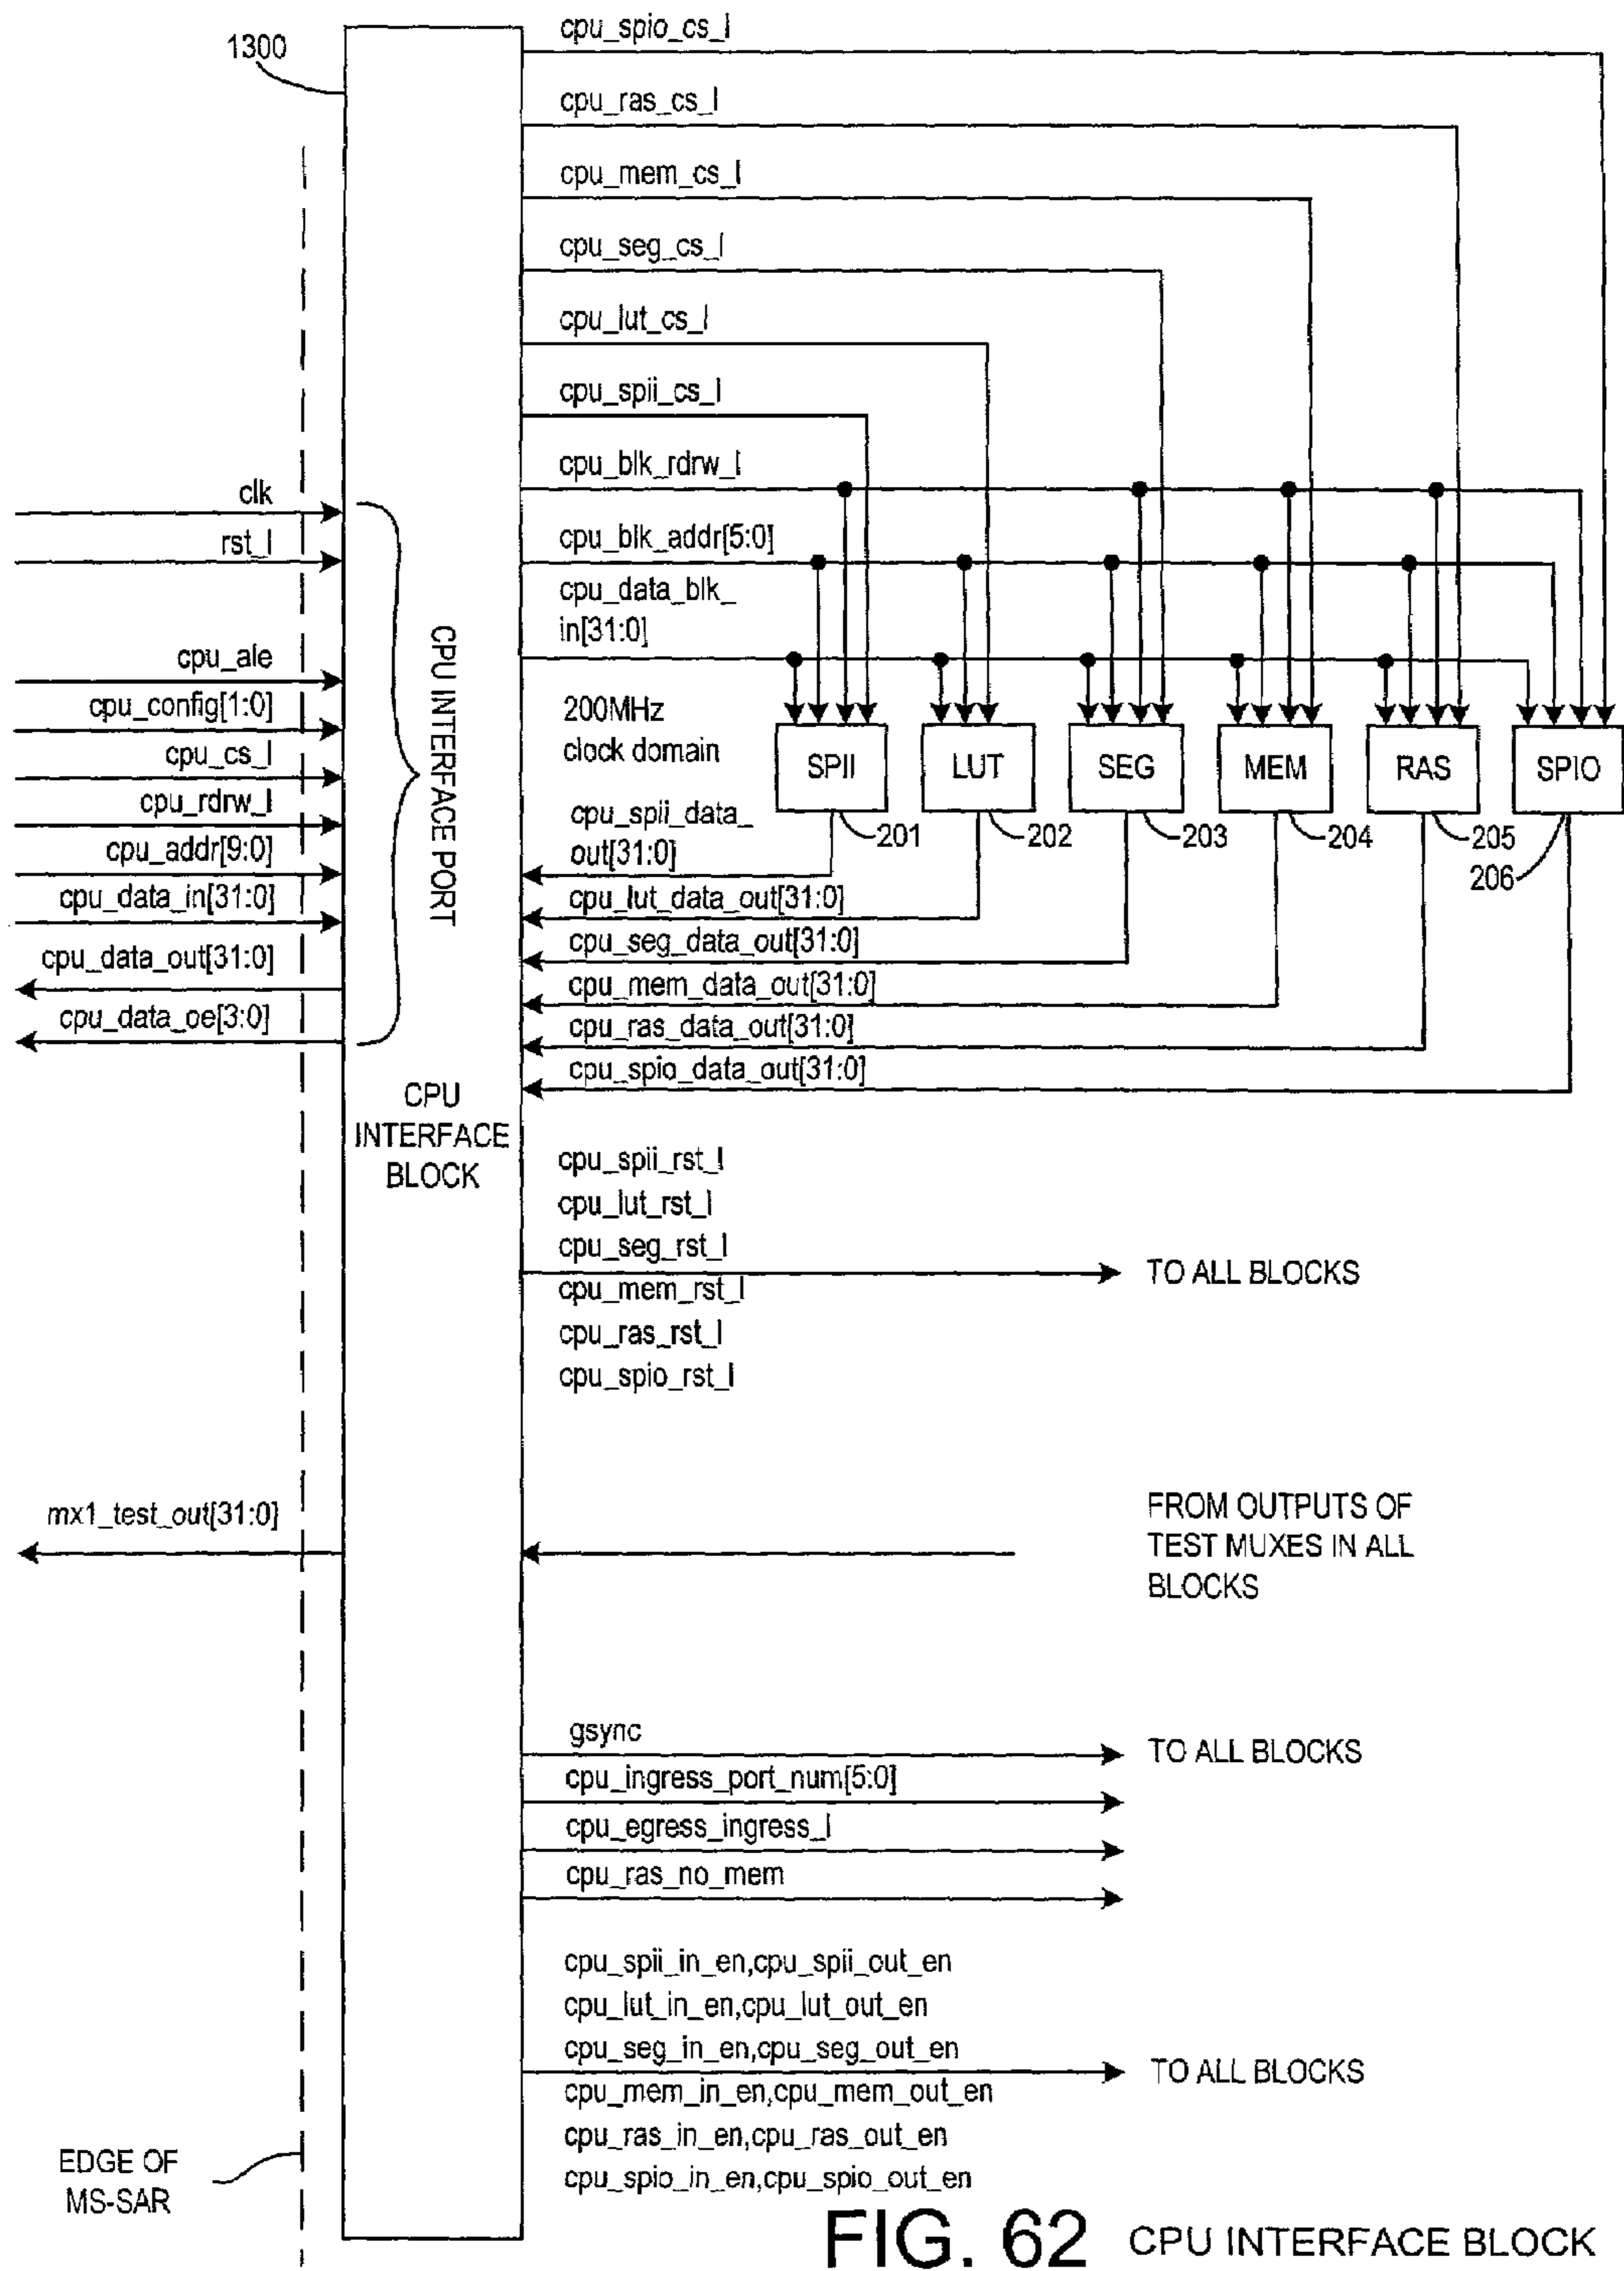 1300
cpu_spio_cs_l
cpu_ras_cs_l
cpu_mem_cs_l
cpu_seg_cs_l
cpu_lut_cs_l
cpu_spii_cs_l
cpu_blk_rdrw_l
cpu_blk_addr[5:0]
cpu_data_blk_
in[31:0]
200MHz
clock domain
clk
rst_l
cpu_ale
cpu_config[1:0]
cpu_cs_l
cpu_rdrw_l
cpu_addr[9:0]
cpu_data_in[31:0]
cpu_data_out[31:0]
cpu_data_oe[3:0]
CPU INTERFACE PORT
CPU
INTERFACE
BLOCK
SPII
LUT
SEG
MEM
RAS
SPIO
201
202
203
204
205
206
cpu_spii_data_
out[31:0]
cpu_lut_data_out[31:0]
cpu_seg_data_out[31:0]
cpu_mem_data_out[31:0]
cpu_ras_data_out[31:0]
cpu_spio_data_out[31:0]
cpu_spii_rst_l
cpu_lut_rst_l
cpu_seg_rst_l
cpu_mem_rst_l
cpu_ras_rst_l
cpu_spio_rst_l
TO ALL BLOCKS
mx1_test_out[31:0]
FROM OUTPUTS OF
TEST MUXES IN ALL
BLOCKS
gsync
TO ALL BLOCKS
cpu_ingress_port_num[5:0]
cpu_egress_ingress_l
cpu_ras_no_mem
cpu_spii_in_en,cpu_spii_out_en
cpu_lut_in_en,cpu_lut_out_en
cpu_seg_in_en,cpu_seg_out_en
cpu_mem_in_en,cpu_mem_out_en
cpu_ras_in_en,cpu_ras_out_en
cpu_spio_in_en,cpu_spio_out_en
TO ALL BLOCKS
EDGE OF
MS-SAR
FIG. 62 CPU INTERFACE BLOCK